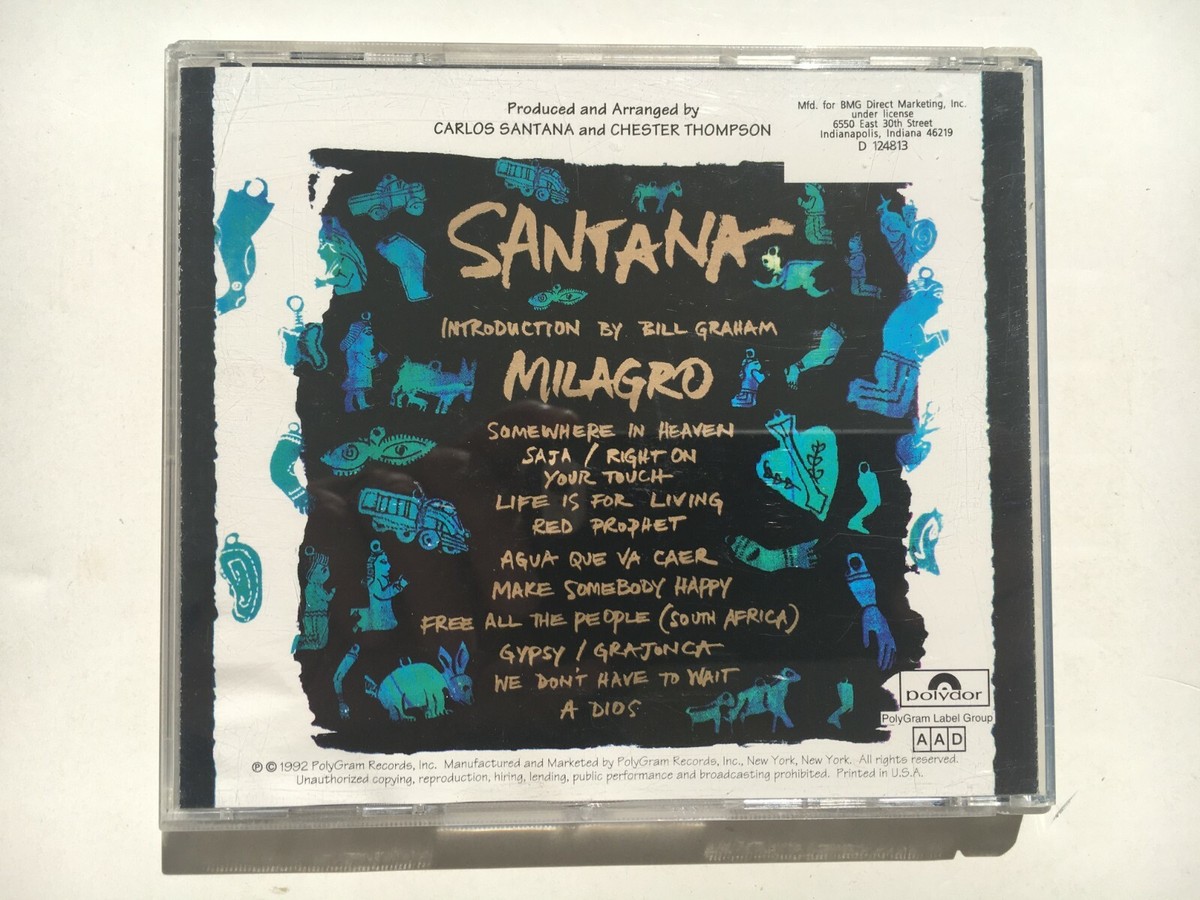 Produced and Arranged by
CARLOS SANTANA and CHESTER THOMPSON
Mfd. for BMG Direct Marketing, Inc.
under license
6550 East 30th Street
Indianapolis, Indiana 46219
D 124813
SANTANA
INTRODUCTION BY BILL GRAHAM
MILAGRO
SOMEWHERE IN HEAVEN
SAJA / RIGHT ON
YOUR TOUCH
LIFE IS FOR LIVING
RED PROPHET
AGUA QUE VA CAER
MAKE SOMEBODY HAPPY
FREE ALL THE PEOPLE (SOUTH AFRICA)
GYPSY / GRAJONCA
WE DON'T HAVE TO WAIT
A DIOS
polydor
PolyGram Label Group
AAD
℗ © 1992 PolyGram Records, Inc. Manufactured and Marketed by PolyGram Records, Inc., New York, New York. All rights reserved.
Unauthorized copying, reproduction, hiring, lending, public performance and broadcasting prohibited. Printed in U.S.A.